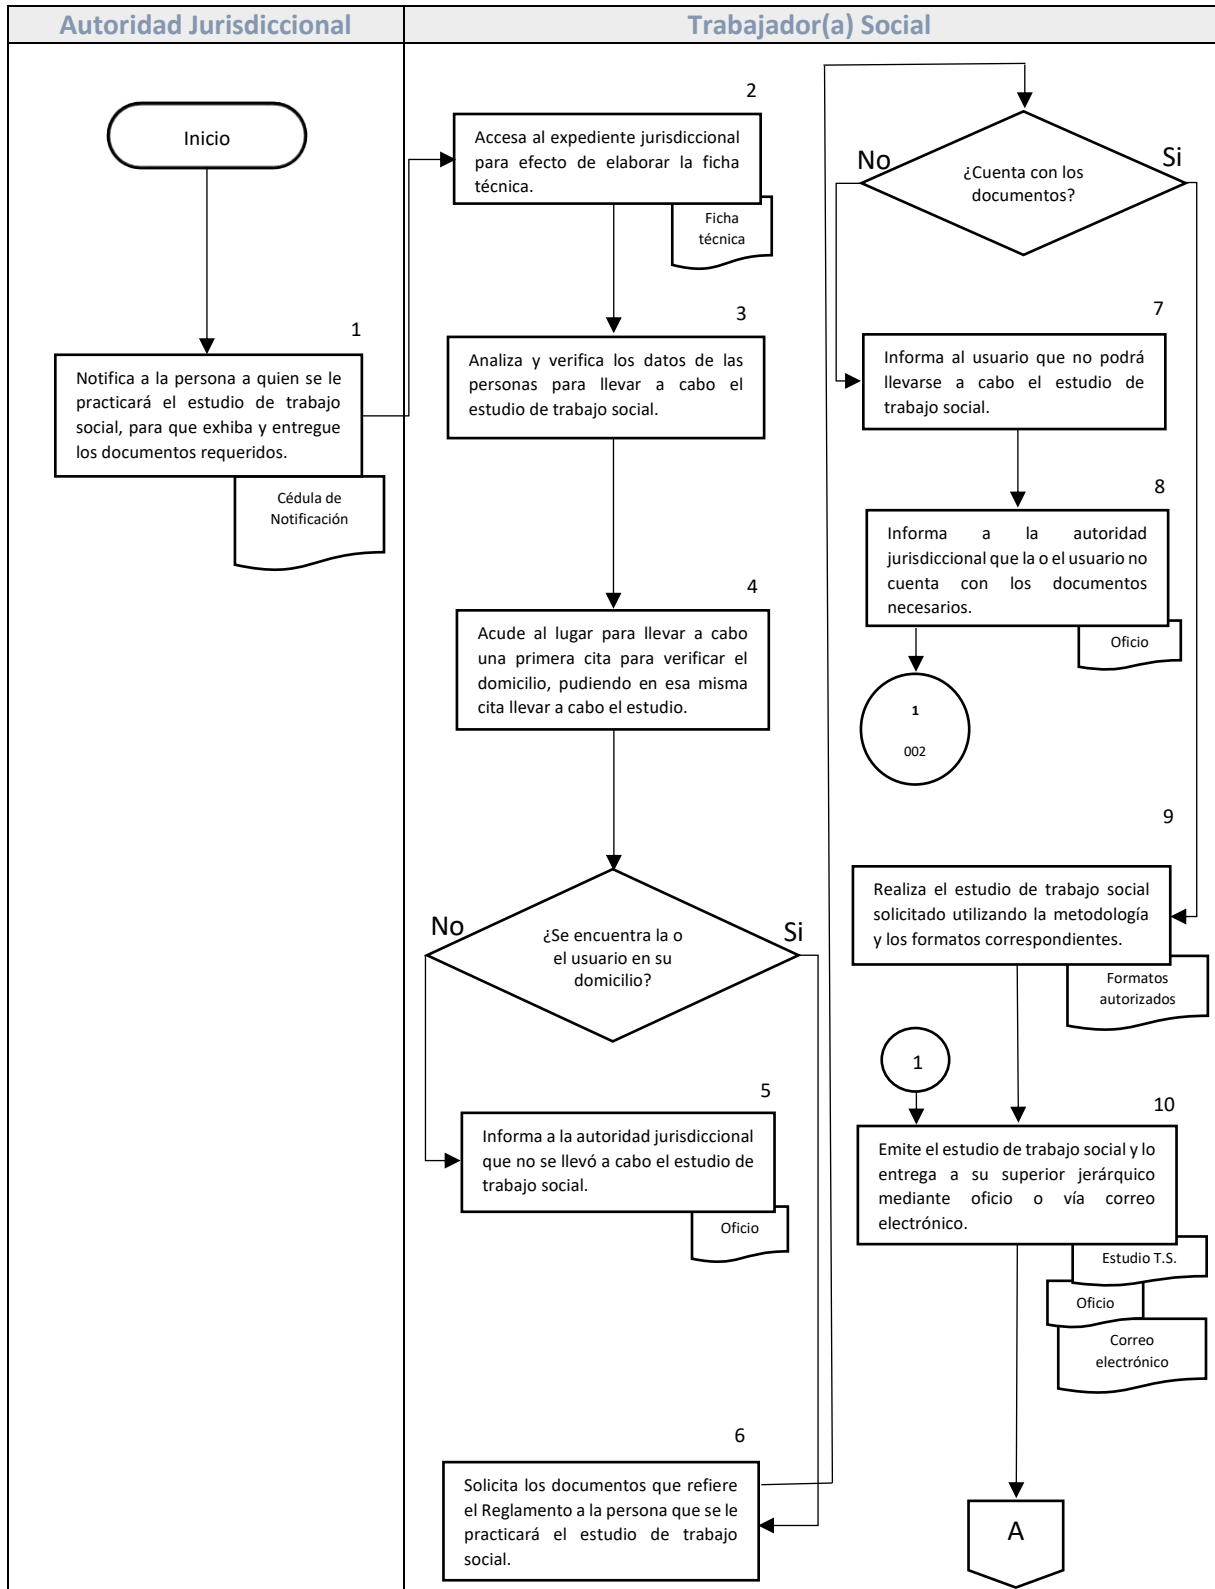 Autoridad Jurisdiccional
Trabajador(a) Social
Inicio
1
Notifica a la persona a quien se le
practicará el estudio de trabajo
social, para que exhiba y entregue
los documentos requeridos.
Cédula de
Notificación
2
Accesa al expediente jurisdiccional
para efecto de elaborar la ficha
técnica.
Ficha
técnica
3
Analiza y verifica los datos de las
personas para llevar a cabo el
estudio de trabajo social.
4
Acude al lugar para llevar a cabo
una primera cita para verificar el
domicilio, pudiendo en esa misma
cita llevar a cabo el estudio.
No
Si
¿Se encuentra la o
el usuario en su
domicilio?
5
Informa a la autoridad jurisdiccional
que no se llevó a cabo el estudio de
trabajo social.
Oficio
6
Solicita los documentos que refiere
el Reglamento a la persona que se le
practicará el estudio de trabajo
social.
No
Si
¿Cuenta con los
documentos?
7
Informa al usuario que no podrá
llevarse a cabo el estudio de
trabajo social.
8
Informa a la autoridad
jurisdiccional que la o el usuario no
cuenta con los documentos
necesarios.
Oficio
1
002
9
Realiza el estudio de trabajo social
solicitado utilizando la metodología
y los formatos correspondientes.
Formatos
autorizados
1
10
Emite el estudio de trabajo social y lo
entrega a su superior jerárquico
mediante oficio o vía correo
electrónico.
Estudio T.S.
Oficio
Correo
electrónico
A